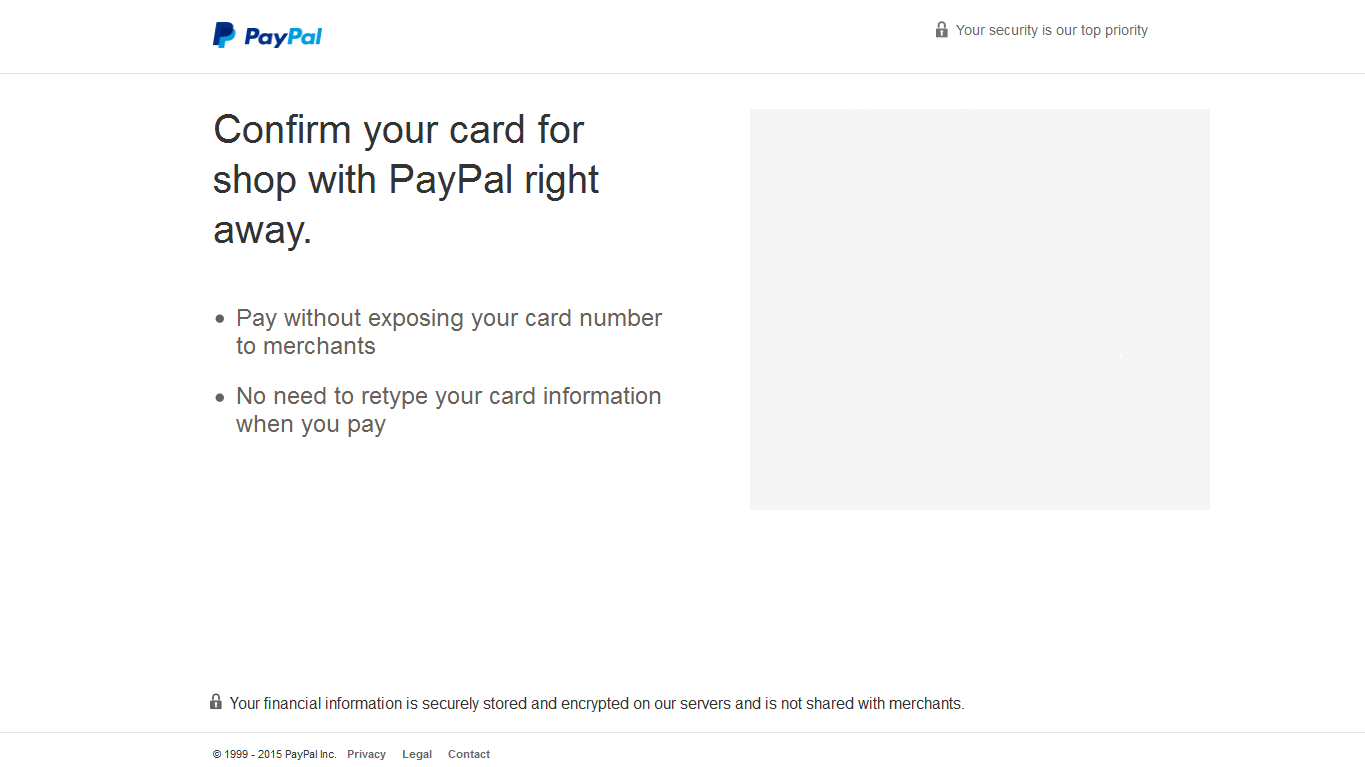 PayPal
Your security is our top priority
Confirm your card for
shop with PayPal right
away.
• Pay without exposing your card number
to merchants
• No need to retype your card information
when you pay
Your financial information is securely stored and encrypted on our servers and is not shared with merchants.
© 1999 - 2015 PayPal Inc. Privacy Legal Contact